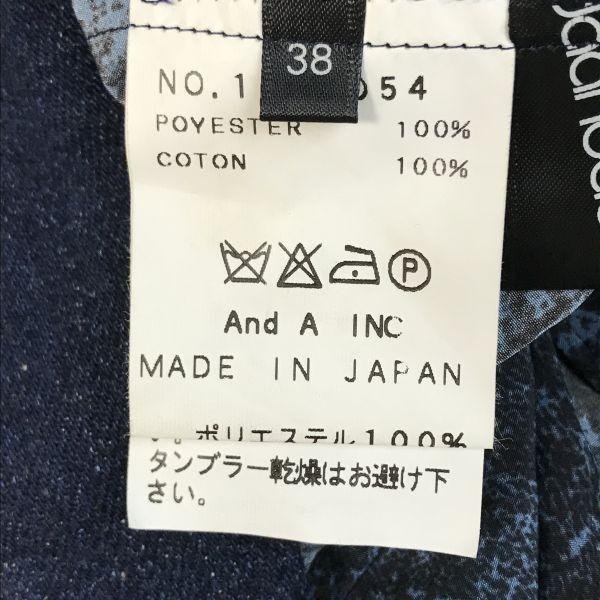 38
NO.1 54
POYESTER 100%
COTON 100%
P
And A INC
MADE IN JAPAN
ポリエステル100%
タンブラー乾燥はお避け下
さい。